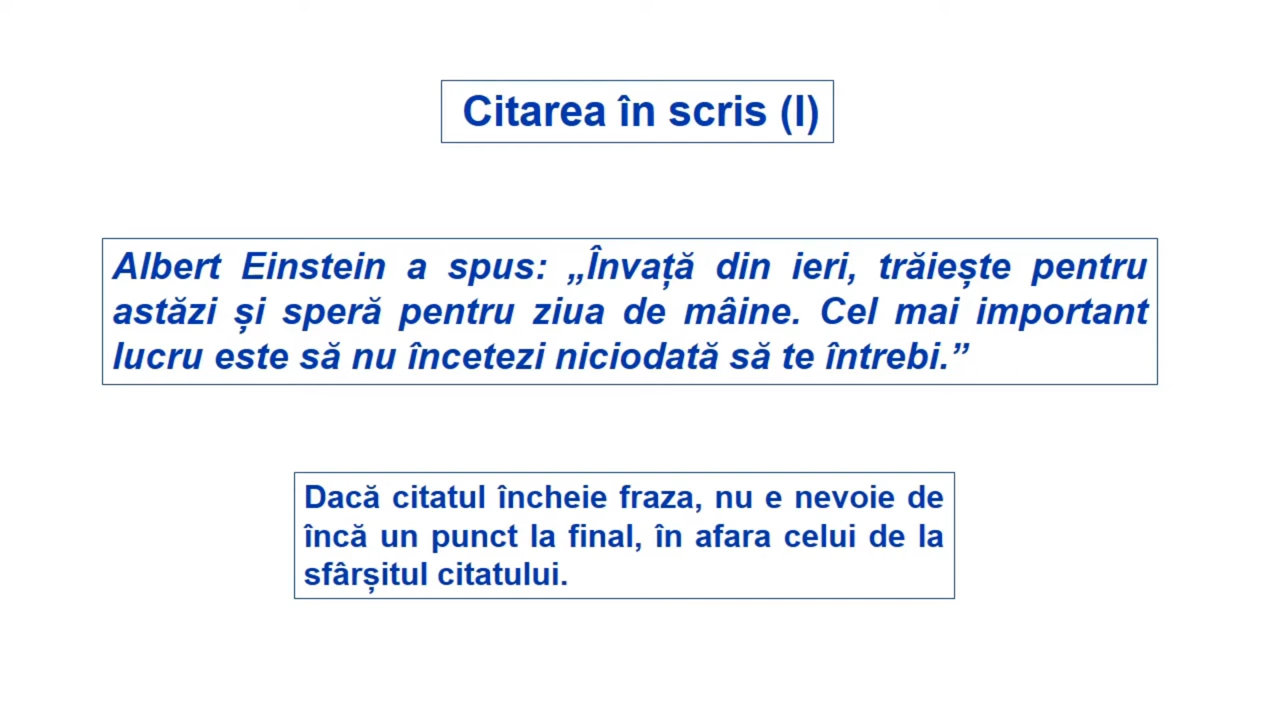 Citarea în scris (I)
Albert Einstein a spus: „Învață din ieri, trăiește pentru
astăzi și speră pentru ziua de mâine. Cel mai important
lucru este să nu încetezi niciodată să te întrebi.”
Dacă citatul încheie fraza, nu e nevoie de
încă un punct la final, în afara celui de la
sfârșitul citatului.